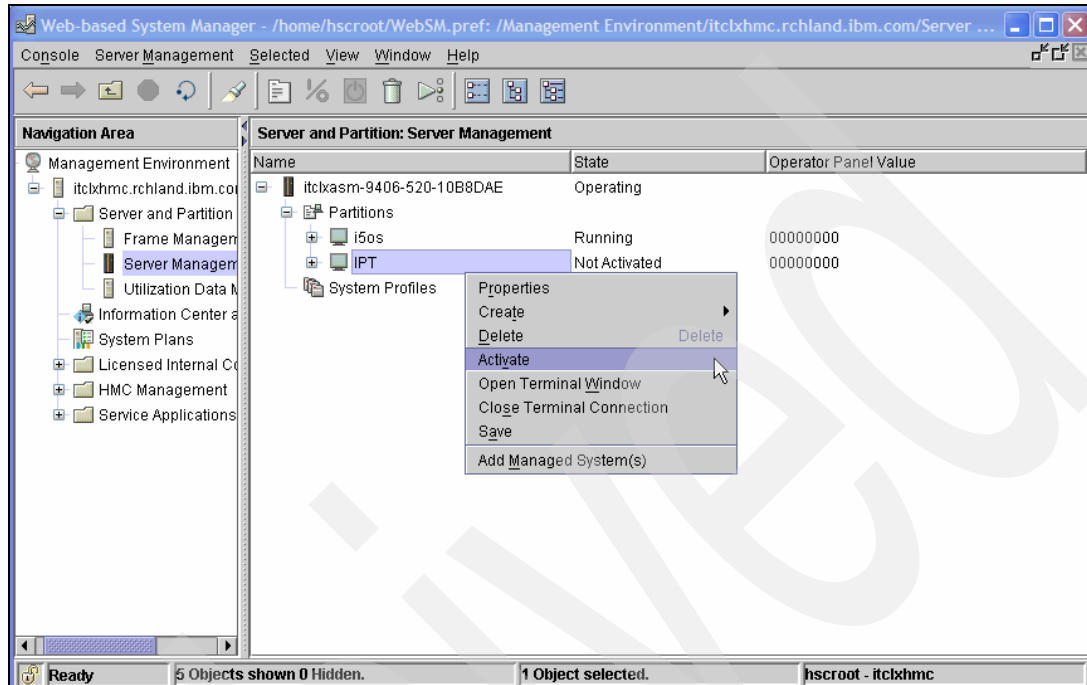 Web-based System Manager - /home/hscroot/WebSM.pref: /Management Environment/itclxhmc.rchland.ibm.com/Server ...
Console Server Management Selected View Window Help
Navigation Area
Server and Partition: Server Management
Management Environment
itclxhmc.rchland.ibm.co
Server and Partition
Frame Managem
Server Managem
Utilization Data M
Information Center a
System Plans
Licensed Internal Co
HMC Management
Service Applications
Name State Operator Panel Value
itclxasm-9406-520-10B8DAE Operating
Partitions
i5os Running 00000000
IPT Not Activated 00000000
System Profiles
Properties
Create
Delete Delete
Activate
Open Terminal Window
Close Terminal Connection
Save
Add Managed System(s)
Ready 5 Objects shown 0 Hidden. 1 Object selected. hscroot - itclxhmc